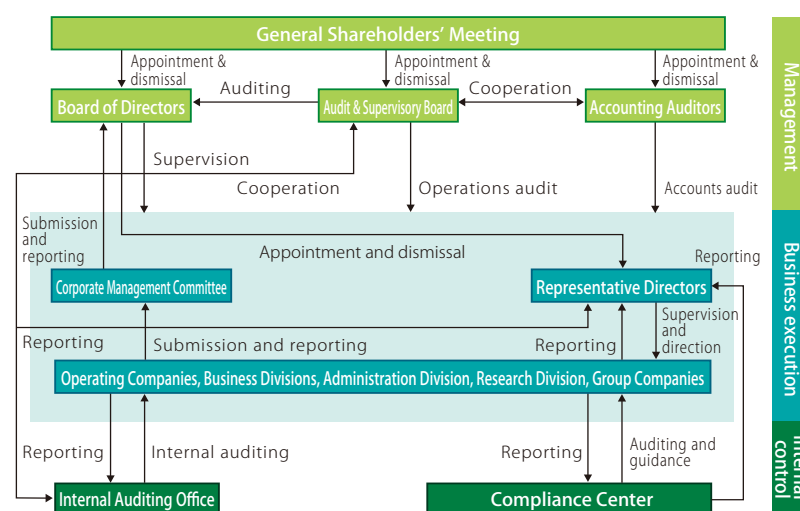 General Shareholders' Meeting
Appointment &
dismissal
Appointment &
dismissal
Appointment &
dismissal
Auditing
Cooperation
Board of Directors
Audit & Supervisory Board
Accounting Auditors
Management
Supervision
Cooperation
Operations audit
Accounts audit
Submission
and
reporting
Appointment and dismissal
Reporting
Corporate Management Committee
Representative Directors
Business execution
Supervision
and
direction
Reporting
Submission and reporting
Reporting
Operating Companies, Business Divisions, Administration Division, Research Division, Group Companies
Reporting
Internal auditing
Reporting
Auditing and
guidance
Internal
control
Internal Auditing Office
Compliance Center